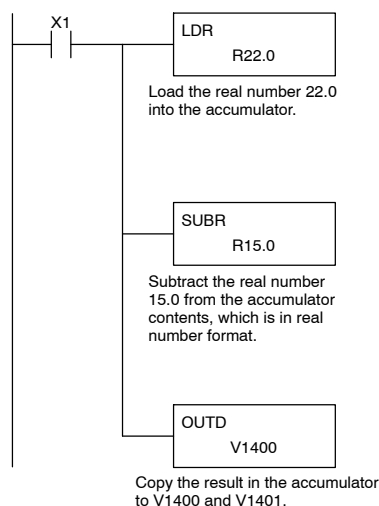 X1
LDR
R22.0
Load the real number 22.0
into the accumulator.
SUBR
R15.0
Subtract the real number
15.0 from the accumulator
contents, which is in real
number format.
OUTD
V1400
Copy the result in the accumulator
to V1400 and V1401.